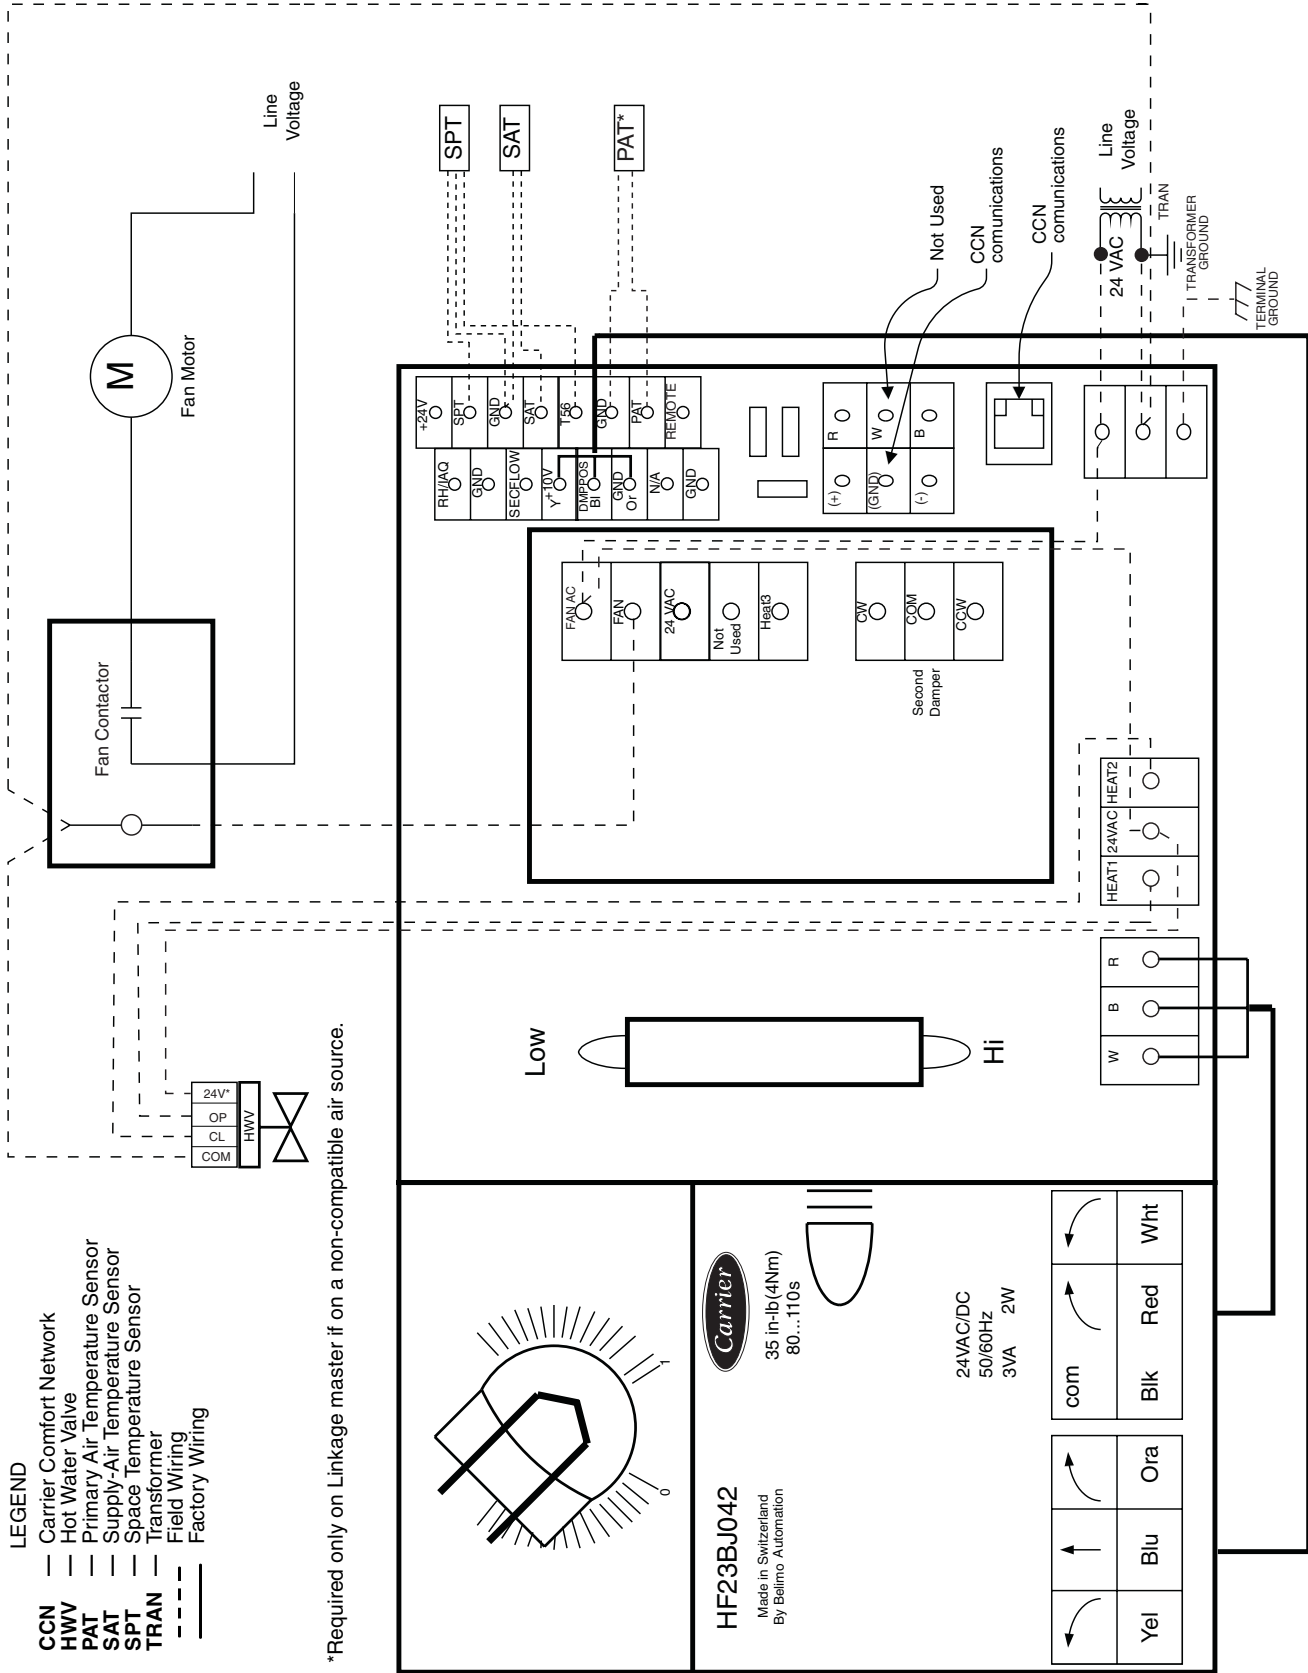 LEGEND
CCN — Carrier Comfort Network
HWV — Hot Water Valve
PAT — Primary Air Temperature Sensor
SAT — Supply-Air Temperature Sensor
SPT — Space Temperature Sensor
TRAN — Transformer
Field Wiring
Factory Wiring
*Required only on Linkage master if on a non-compatible air source.
COM
CL
OP
24V*
HWV
Fan Contactor
M
Fan Motor
Line
Voltage
SPT
SAT
PAT*
+24V
SPT
GND
SAT
T56
GND
PAT
REMOTE
RH/IAQ
GND
SECFLOW
+10V
Y
DMPPOS
Bl
GND
Or
N/A
GND
R
W
B
(+)
(GND)
(-)
Not Used
CCN
comunications
CCN
comunications
Line
Voltage
24 VAC
TRAN
TRANSFORMER
GROUND
TERMINAL
GROUND
FAN AC
FAN
24 VAC
Not
Used
Heat3
CW
COM
CCW
Second
Damper
HEAT1
24VAC
HEAT2
W
B
R
Low
Hi
0
1
HF23BJ042
Made in Switzerland
By Belimo Automation
Carrier
35 in-lb(4Nm)
80...110s
24VAC/DC
50/60Hz
3VA 2W
Yel
Blu
Ora
com
Blk
Red
Wht